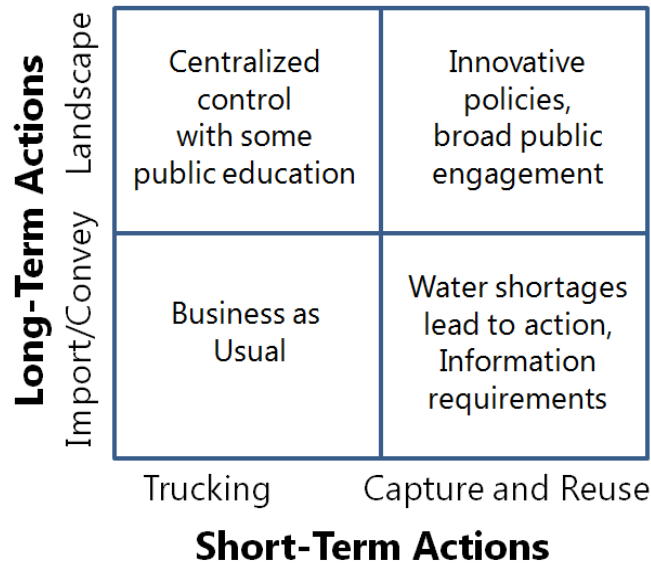 Long-Term Actions
Landscape
Import/Convey
Centralized
control
with some
public education
Innovative
policies,
broad public
engagement
Business as
Usual
Water shortages
lead to action,
Information
requirements
Trucking
Capture and Reuse
Short-Term Actions